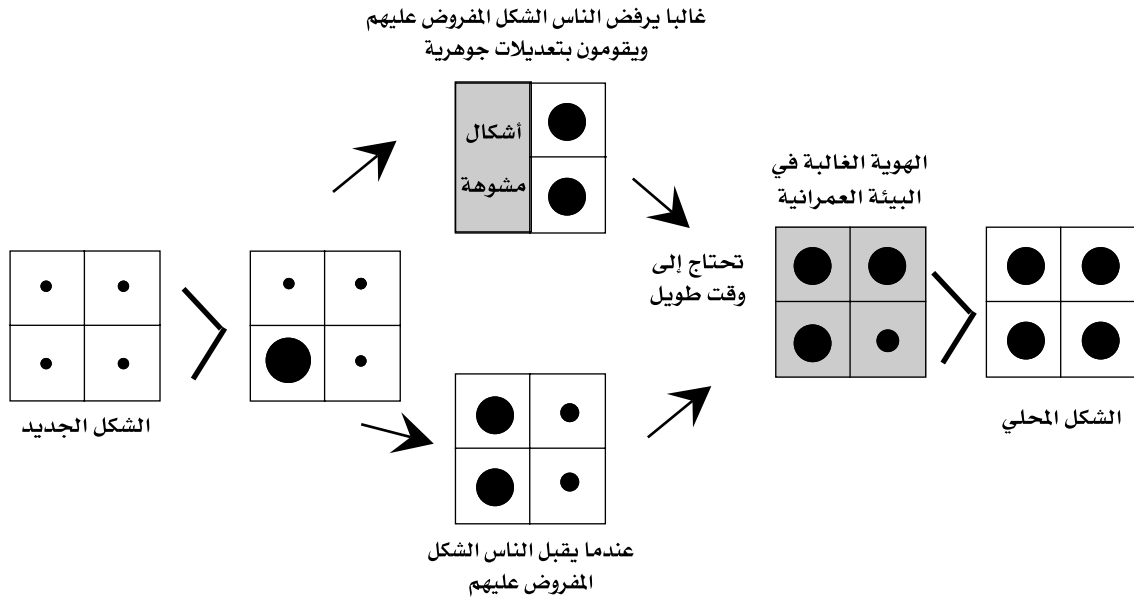 غالبا يرفض الناس الشكل المفروض عليهم
ويقومون بتعديلات جوهرية
أشكال
مشوهة
الهوية الغالبة في
البيئة العمرانية
تحتاج إلى
وقت طويل
الشكل الجديد
الشكل المحلي
عندما يقبل الناس الشكل
المفروض عليهم